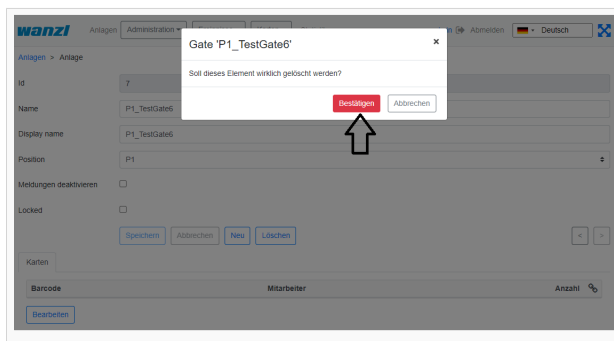 wanzl Anlagen Administration Abmelden Deutsch
Gate 'P1_TestGate6' ×
Anlagen > Anlage
Soll dieses Element wirklich gelöscht werden?
Id 7
Bestätigen Abbrechen
Name P1_TestGate6
Display name P1_TestGate6
Position P1
Meldungen deaktivieren
Locked
Speichern Abbrechen Neu Löschen < >
Karten
Barcode Mitarbeiter Anzahl
Bearbeiten